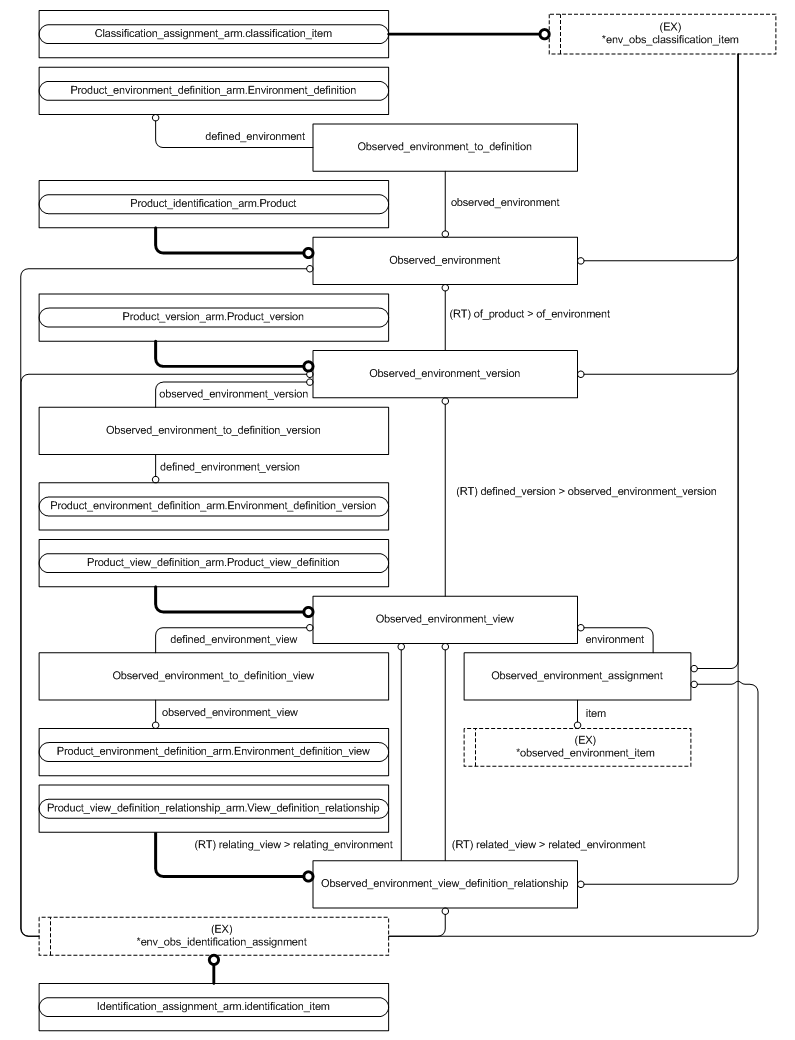 Classification_assignment_arm.classification_item
(EX)
*env_obs_classification_item
Product_environment_definition_arm.Environment_definition
defined_environment
Observed_environment_to_definition
Product_identification_arm.Product
observed_environment
Observed_environment
Product_version_arm.Product_version
(RT) of_product > of_environment
Observed_environment_version
observed_environment_version
Observed_environment_to_definition_version
defined_environment_version
(RT) defined_version > observed_environment_version
Product_environment_definition_arm.Environment_definition_version
Product_view_definition_arm.Product_view_definition
Observed_environment_view
defined_environment_view
environment
Observed_environment_to_definition_view
Observed_environment_assignment
observed_environment_view
item
Product_environment_definition_arm.Environment_definition_view
(EX)
*observed_environment_item
Product_view_definition_relationship_arm.View_definition_relationship
(RT) relating_view > relating_environment
(RT) related_view > related_environment
Observed_environment_view_definition_relationship
(EX)
*env_obs_identification_assignment
Identification_assignment_arm.identification_item